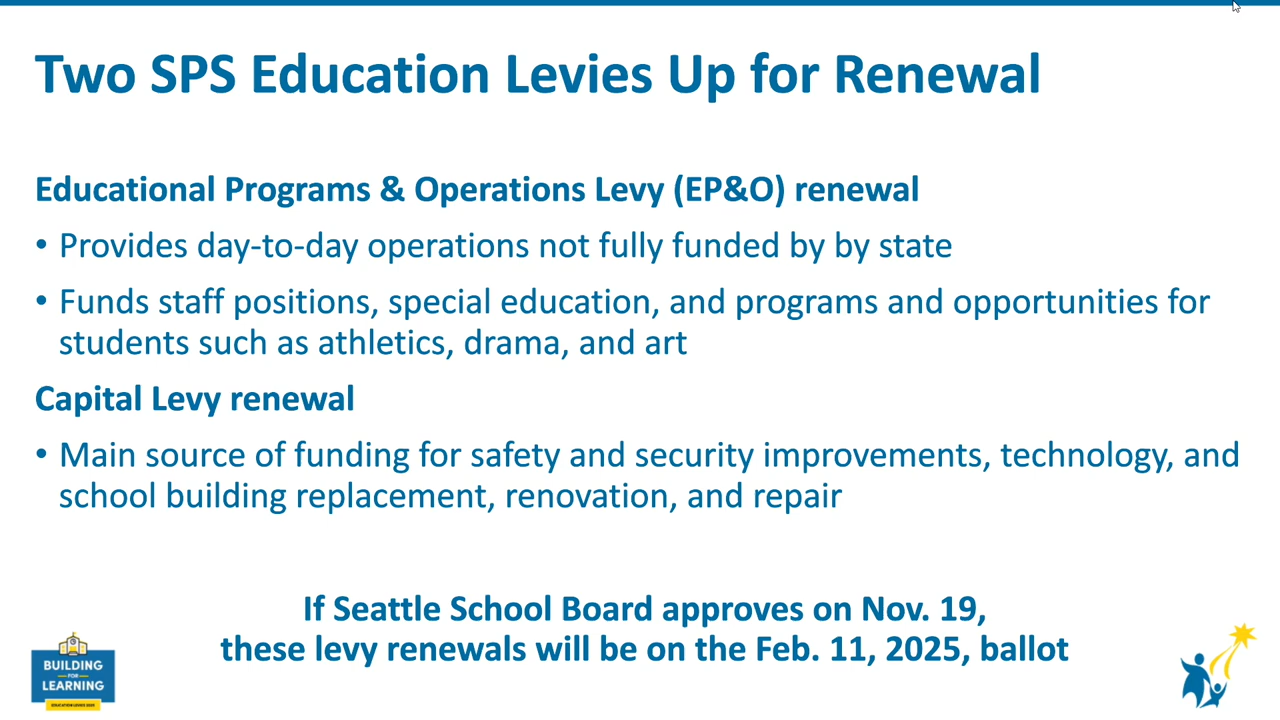 Two SPS Education Levies Up for Renewal
Educational Programs & Operations Levy (EP&O) renewal
• Provides day-to-day operations not fully funded by by state
• Funds staff positions, special education, and programs and opportunities for
students such as athletics, drama, and art
Capital Levy renewal
• Main source of funding for safety and security improvements, technology, and
school building replacement, renovation, and repair
If Seattle School Board approves on Nov. 19,
these levy renewals will be on the Feb. 11, 2025, ballot
BUILDING
FOR
LEARNING